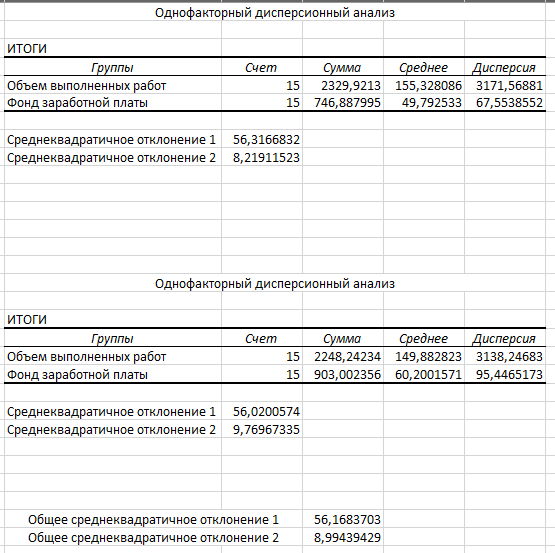 Однофакторный дисперсионный анализ
ИТОГИ
Группы Счет Сумма Среднее Дисперсия
Объем выполненных работ 15 2329,9213 155,328086 3171,56881
Фонд заработной платы 15 746,887995 49,792533 67,5538552
Среднеквадратичное отклонение 1 56,3166832
Среднеквадратичное отклонение 2 8,21911523
Однофакторный дисперсионный анализ
ИТОГИ
Группы Счет Сумма Среднее Дисперсия
Объем выполненных работ 15 2248,24234 149,882823 3138,24683
Фонд заработной платы 15 903,002356 60,2001571 95,4465173
Среднеквадратичное отклонение 1 56,0200574
Среднеквадратичное отклонение 2 9,76967335
Общее среднеквадратичное отклонение 1 56,1683703
Общее среднеквадратичное отклонение 2 8,99439429